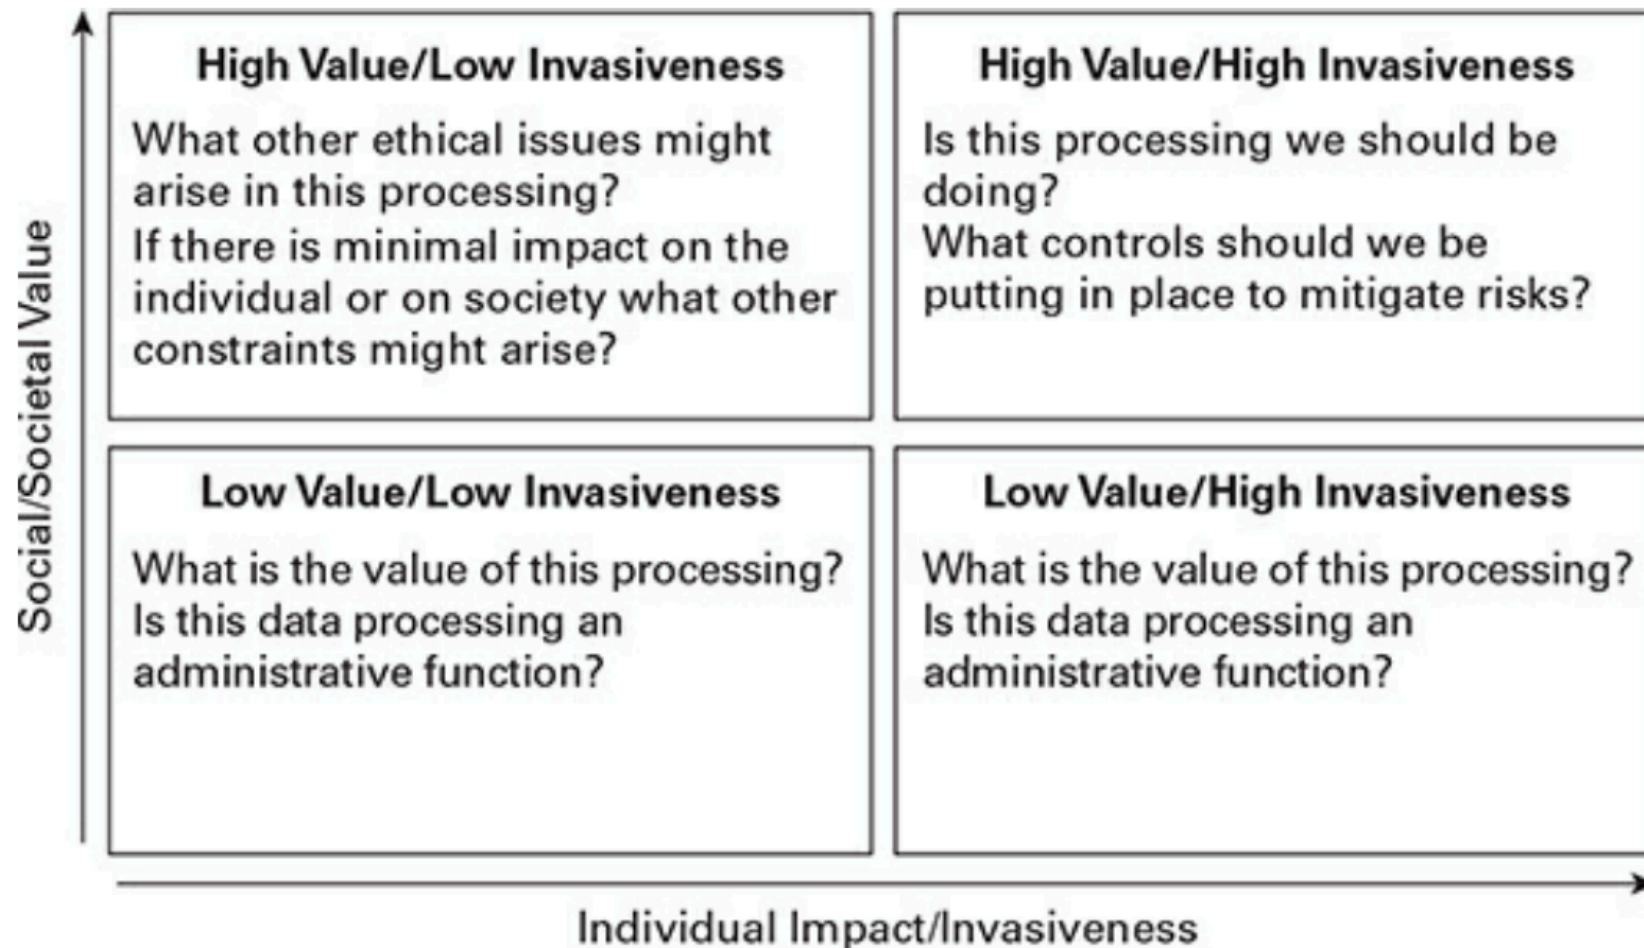 Social/Societal Value
High Value/Low Invasiveness
What other ethical issues might
arise in this processing?
If there is minimal impact on the
individual or on society what other
constraints might arise?
High Value/High Invasiveness
Is this processing we should be
doing?
What controls should we be
putting in place to mitigate risks?
Low Value/Low Invasiveness
What is the value of this processing?
Is this data processing an
administrative function?
Low Value/High Invasiveness
What is the value of this processing?
Is this data processing an
administrative function?
Individual Impact/Invasiveness